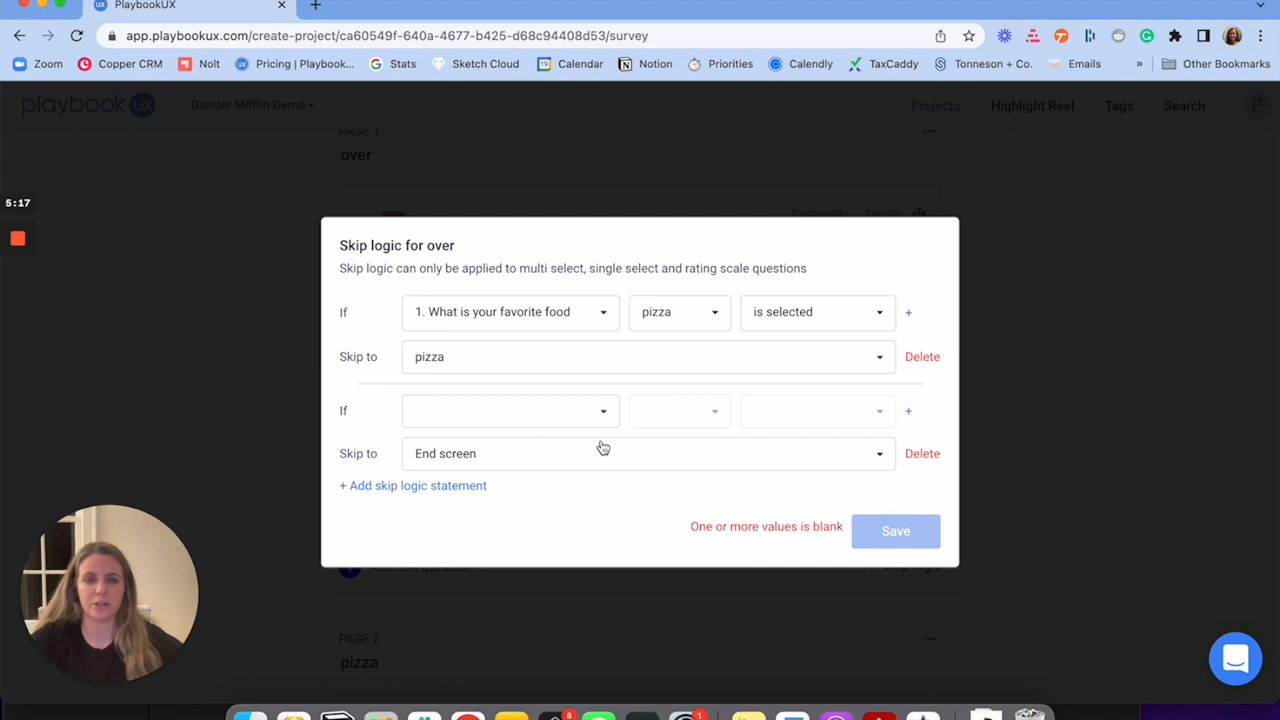 PlaybookUX
app.playbookux.com/create-project/ca60549f-640a-4677-b425-d68c94408d53/survey
Zoom Copper CRM Nolt Pricing | Playbook... Stats Sketch Cloud Calendar Notion Priorities Calendly TaxCaddy Tonneson + Co. Emails » Other Bookmarks
playbook UX Dunder Mifflin Demo Projects Highlight Reel Tags Search P
PAGE 1
over
5:17
Duplicate Delete
Skip logic for over
Skip logic can only be applied to multi select, single select and rating scale questions
If 1. What is your favorite food pizza is selected +
Skip to pizza Delete
If +
Skip to End screen Delete
+ Add skip logic statement
One or more values is blank Save
Add new question Skip logic
PAGE 2
pizza
8 1